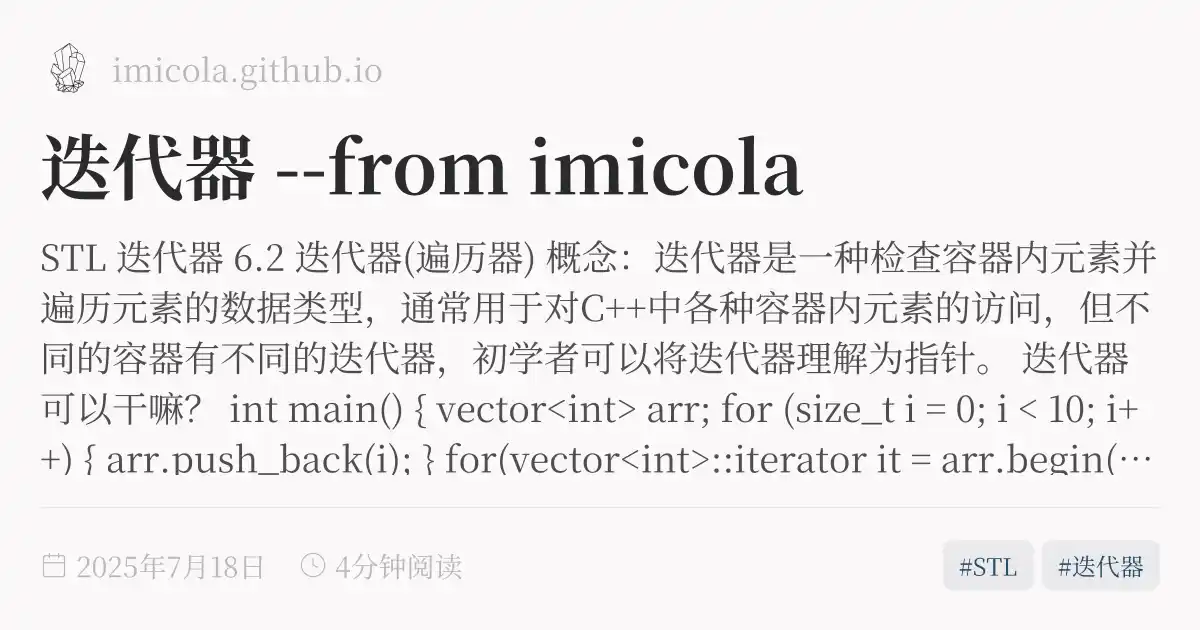 imicola.github.io
迭代器 --from imicola
STL 迭代器 6.2 迭代器(遍历器) 概念：迭代器是一种检查容器内元素并
遍历元素的数据类型，通常用于对C++中各种容器内元素的访问，但不
同的容器有不同的迭代器，初学者可以将迭代器理解为指针。 迭代器
可以干嘛？ int main() { vector<int> arr; for (size_t i = 0; i < 10; i+
+) { arr.push_back(i); } for(vector<int>::iterator it = arr.begin(…
2025年7月18日 4分钟阅读 #STL #迭代器